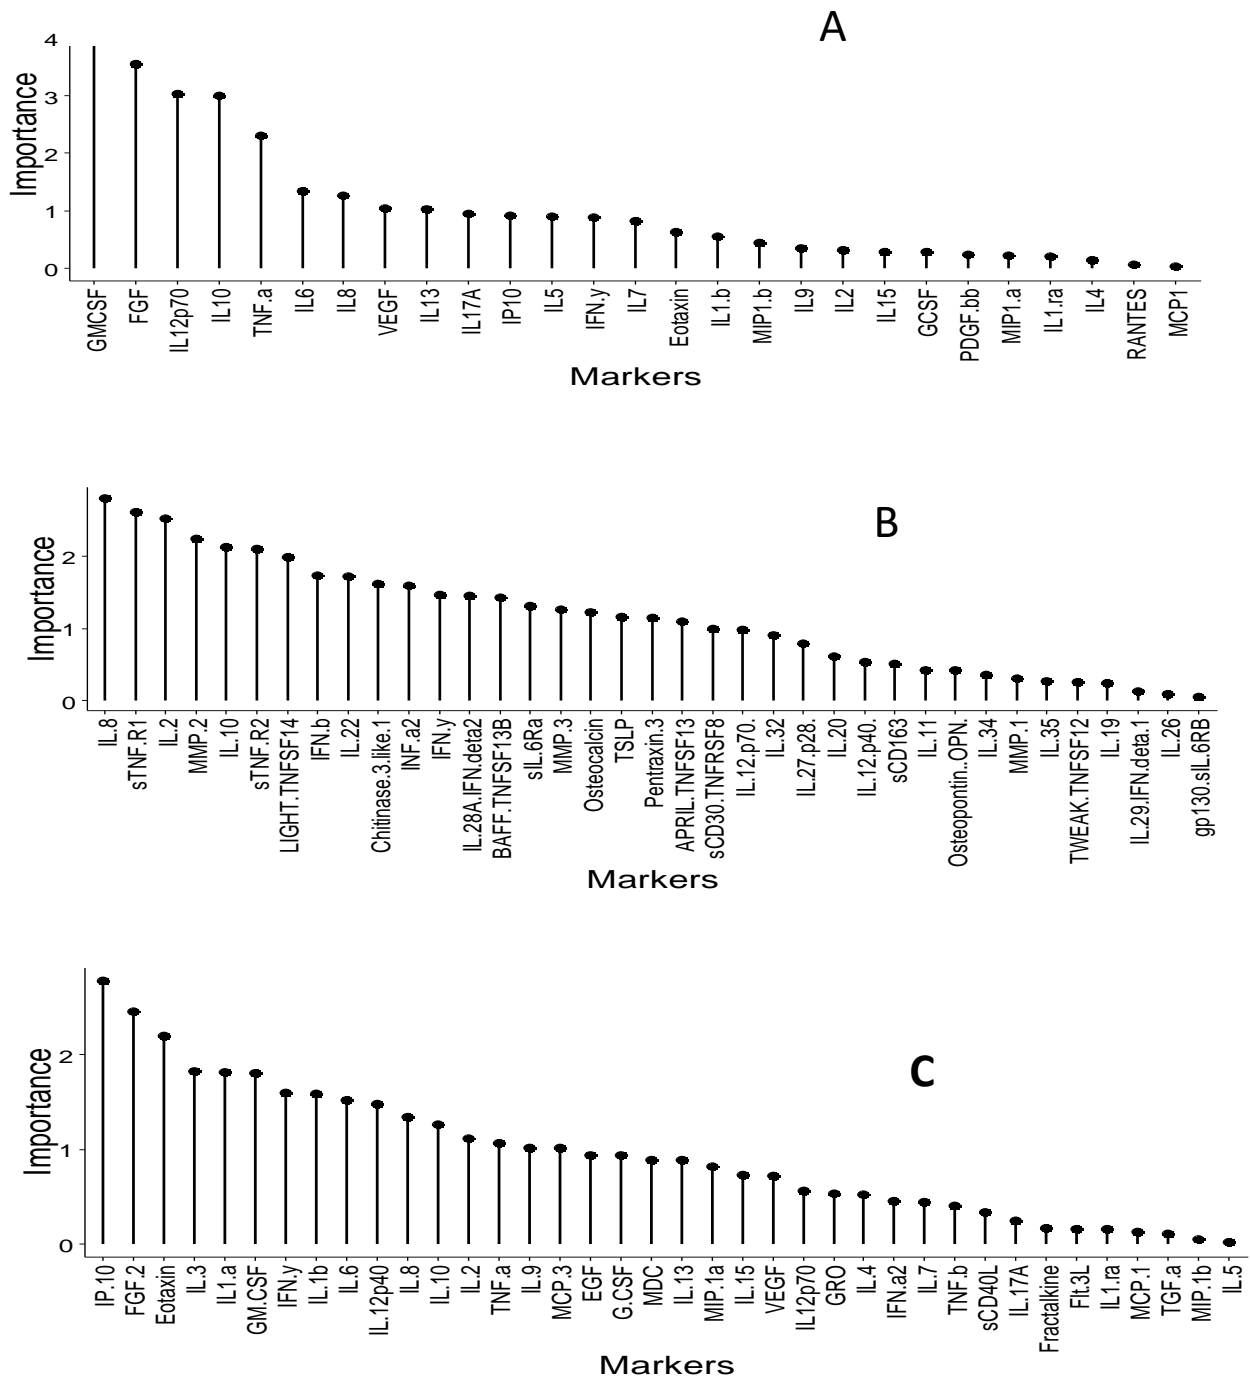 A
Importance
4
3
2
1
0
GMCSF
FGF
IL12p70
IL10
TNF.a
IL6
IL8
VEGF
IL13
IL17A
IP10
IL5
IFN.y
IL7
Eotaxin
IL1.b
MIP1.b
IL9
IL2
IL15
GCSF
PDGF.bb
MIP1.a
IL1.ra
IL4
RANTES
MCP1
Markers
B
Importance
2
1
0
IL.8
sTNF.R1
IL.2
MMP.2
IL.10
sTNF.R2
LIGHT.TNFSF14
IFN.b
IL.22
Chitinase.3.like.1
INF.a2
IFN.y
IL.28A.IFN.deta2
BAFF.TNFSF13B
sIL.6Ra
MMP.3
Osteocalcin
TSLP
Pentraxin.3
APRIL.TNFSF13
sCD30.TNFRSF8
IL.12.p70.
IL.32
IL.27.p28.
IL.20
IL.12.p40.
sCD163
IL.11
Osteopontin..OPN.
IL.34
MMP.1
IL.35
TWEAK.TNFSF12
IL.19
IL.29.IFN.deta.1
IL.26
gp130.sIL.6RB
Markers
C
Importance
2
1
0
IP.10
FGF.2
Eotaxin
IL.3
IL1.a
GM.CSF
IFN.y
IL.1b
IL.6
IL.12p40
IL.8
IL.10
IL.2
TNF.a
IL.9
MCP.3
EGF
G.CSF
MDC
IL.13
MIP.1a
IL.15
VEGF
IL12p70
GRO
IL.4
IFN.a2
IL.7
TNF.b
sCD40L
IL.17A
Fractalkine
Flt.3L
IL1.ra
MCP.1
TGF.a
MIP.1b
IL.5
Markers